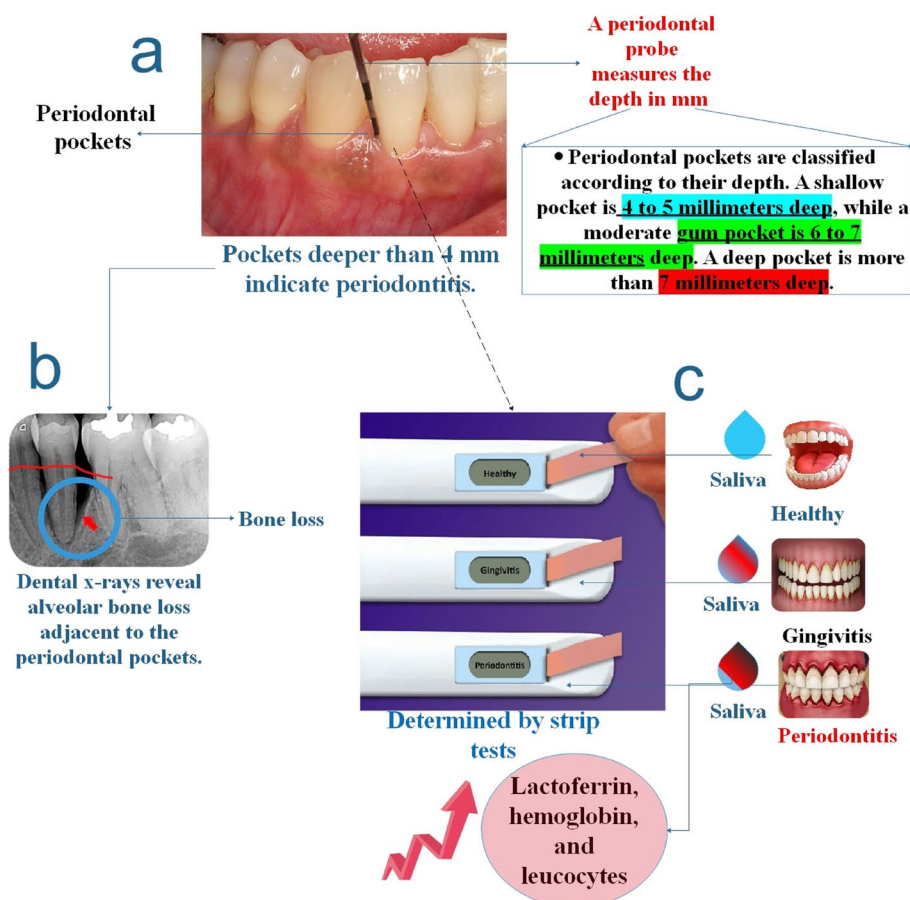 a
A periodontal
probe
measures the
depth in mm
Periodontal
pockets
• Periodontal pockets are classified
according to their depth. A shallow
pocket is 4 to 5 millimeters deep, while a
moderate gum pocket is 6 to 7
millimeters deep. A deep pocket is more
than 7 millimeters deep.
Pockets deeper than 4 mm
indicate periodontitis.
b
Bone loss
Dental x-rays reveal
alveolar bone loss
adjacent to the
periodontal pockets.
c
Healthy
Gingivitis
Periodontitis
Saliva
Healthy
Saliva
Gingivitis
Saliva
Periodontitis
Determined by strip
tests
Lactoferrin,
hemoglobin,
and
leucocytes